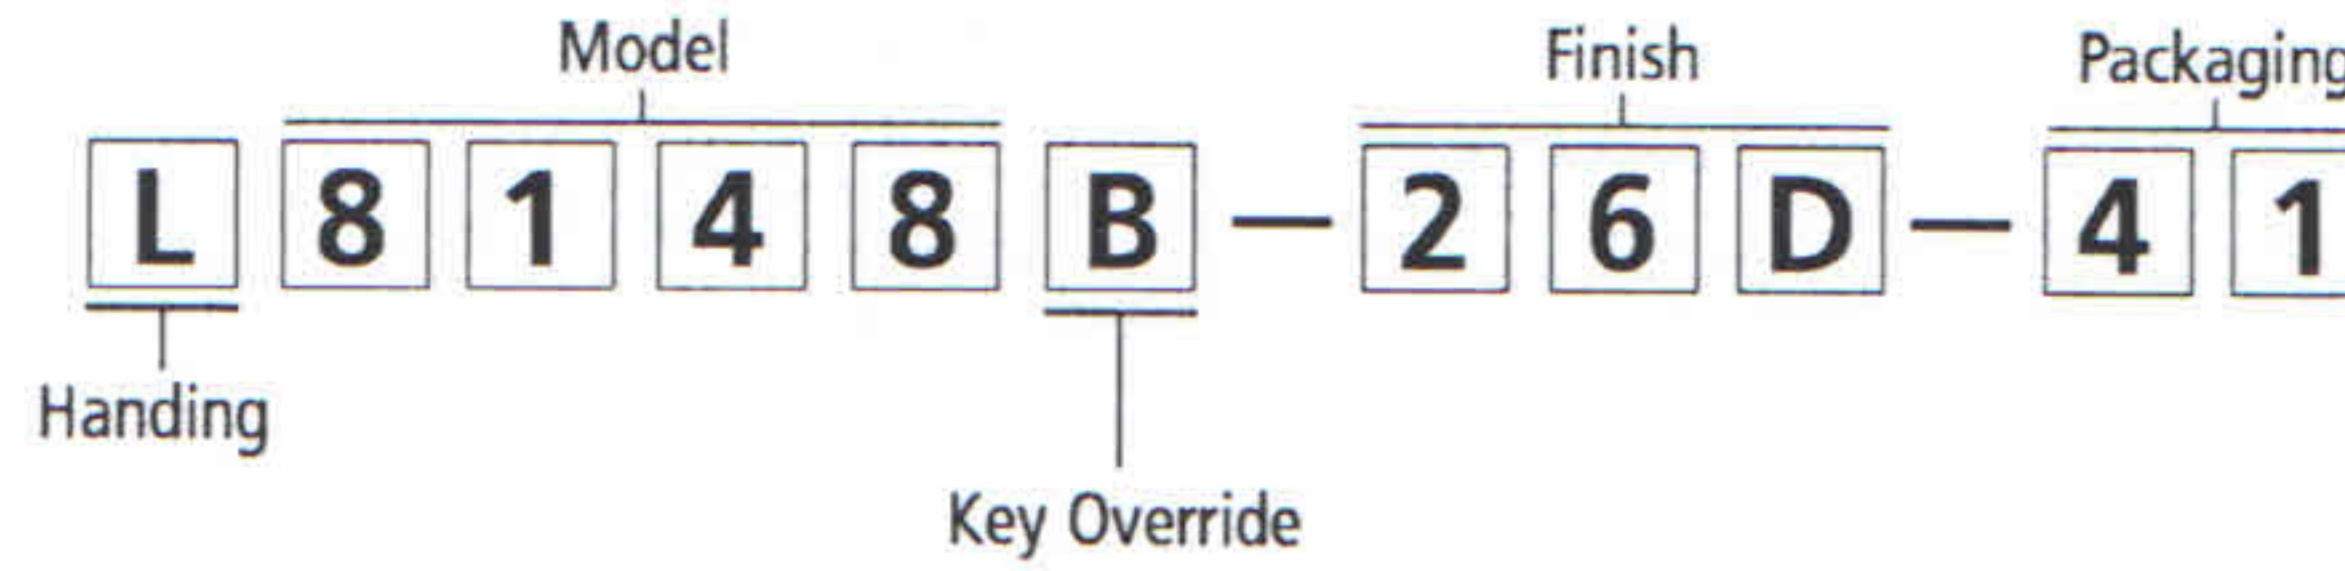 Model Finish Packaging
L 8 1 4 8 B — 2 6 D — 4 1
Handing
Key Override